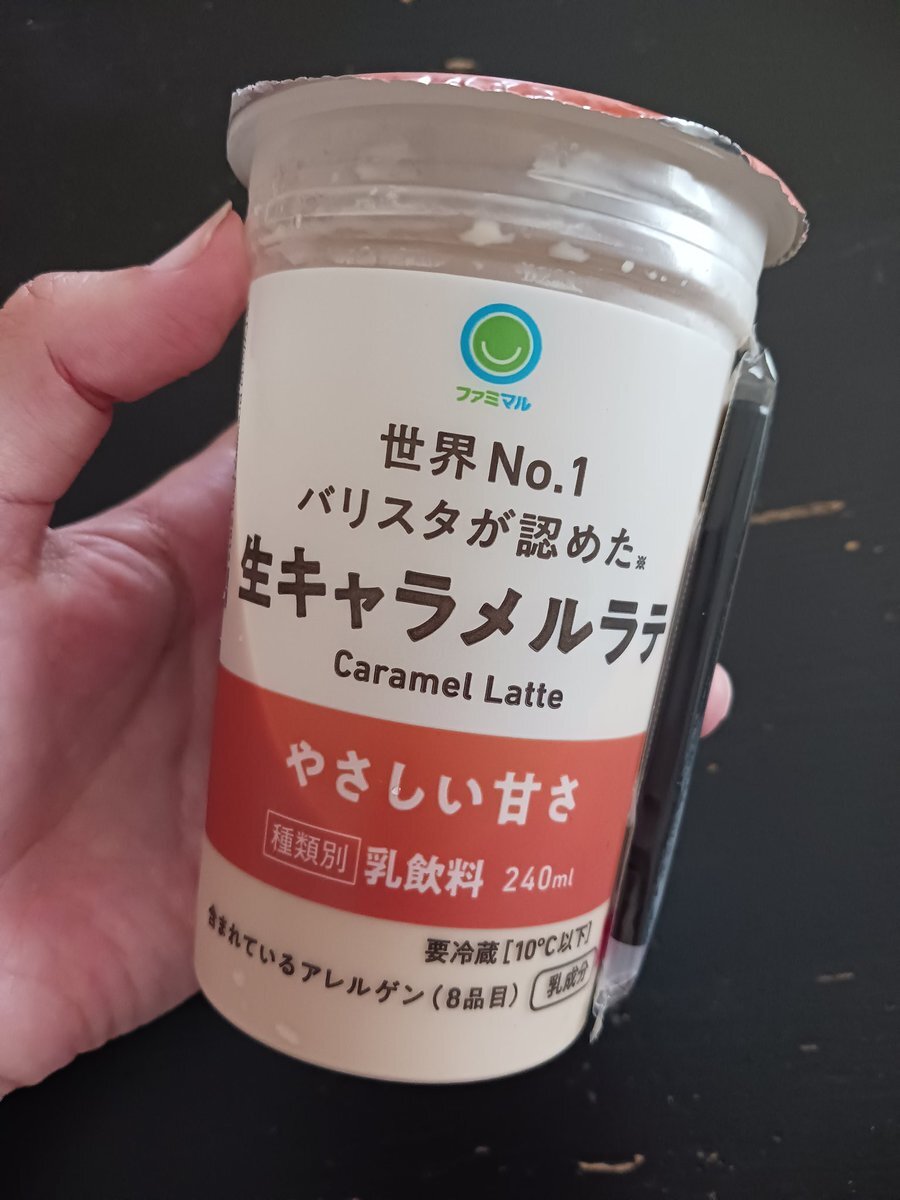 ファミマル
世界No.1
バリスタが認めた※
生キャラメルラテ
Caramel Latte
やさしい甘さ
種類別 乳飲料 240ml
要冷蔵[10℃以下]
含まれているアレルゲン(8品目) 乳成分